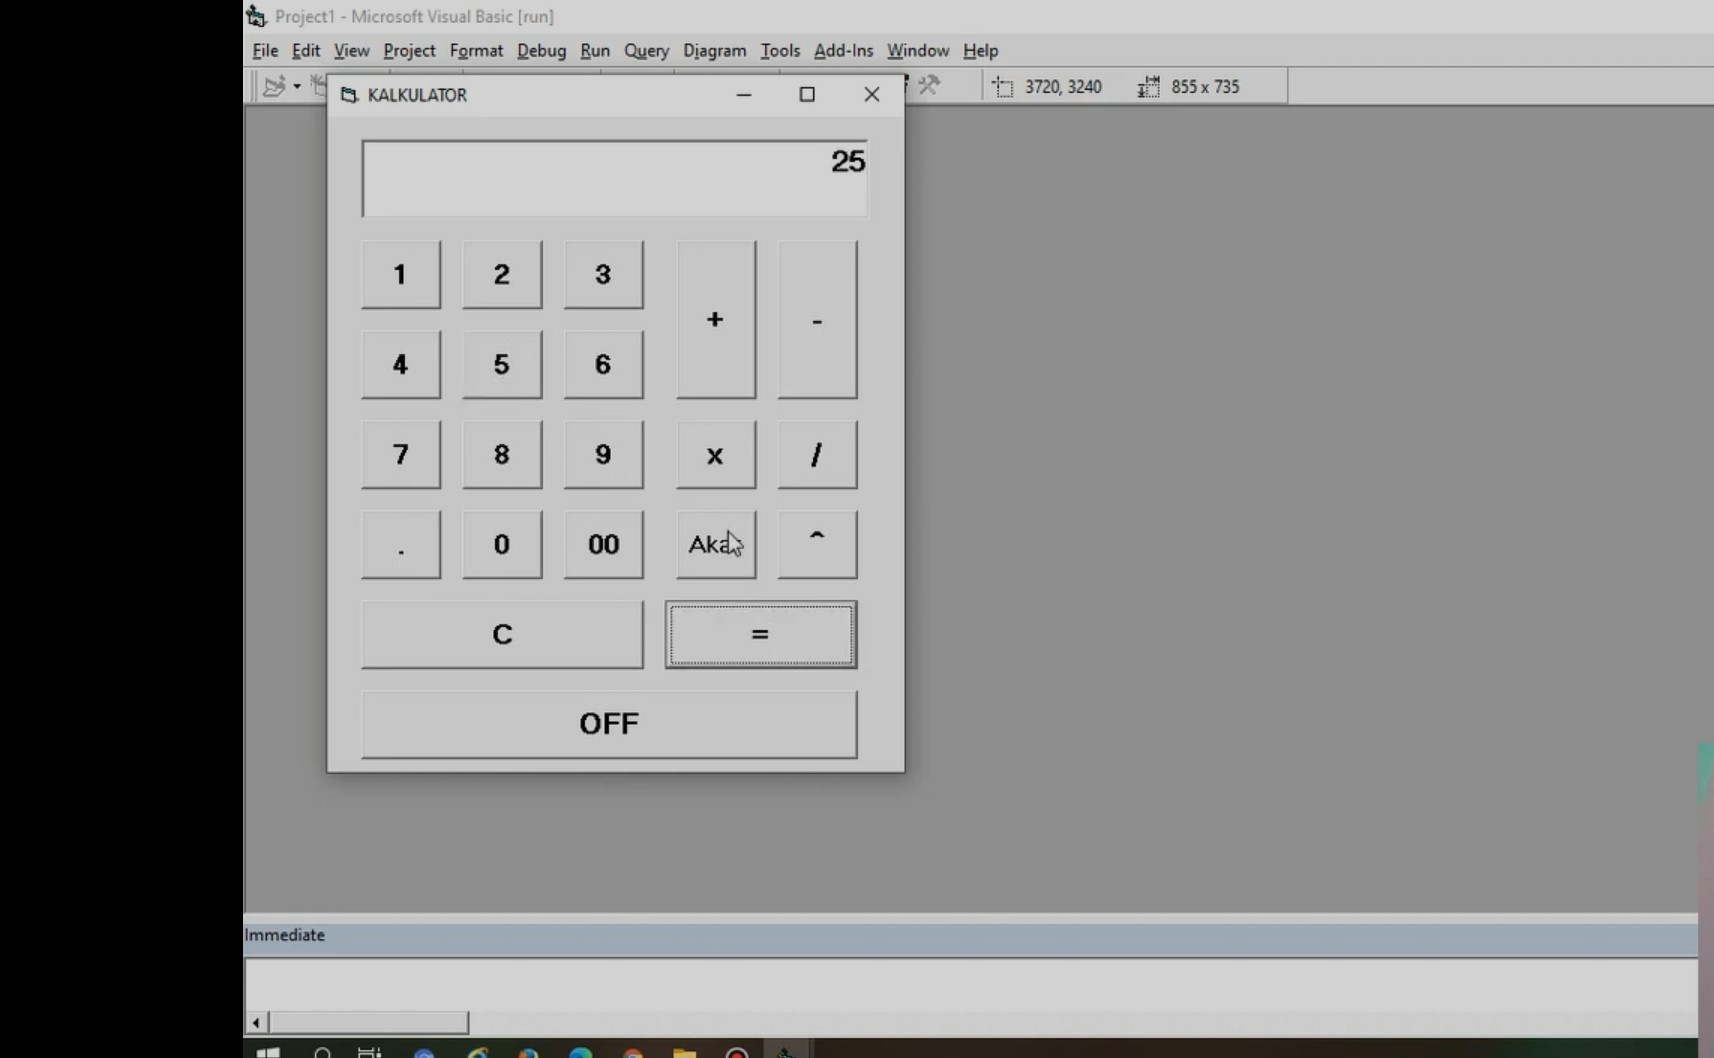 Project1 - Microsoft Visual Basic [run]
File Edit View Project Format Debug Run Query Diagram Tools Add-Ins Window Help
3720, 3240 855 x 735
KALKULATOR
25
1 2 3 + -
4 5 6
7 8 9 x /
. 0 00 ^
C =
OFF
Immediate